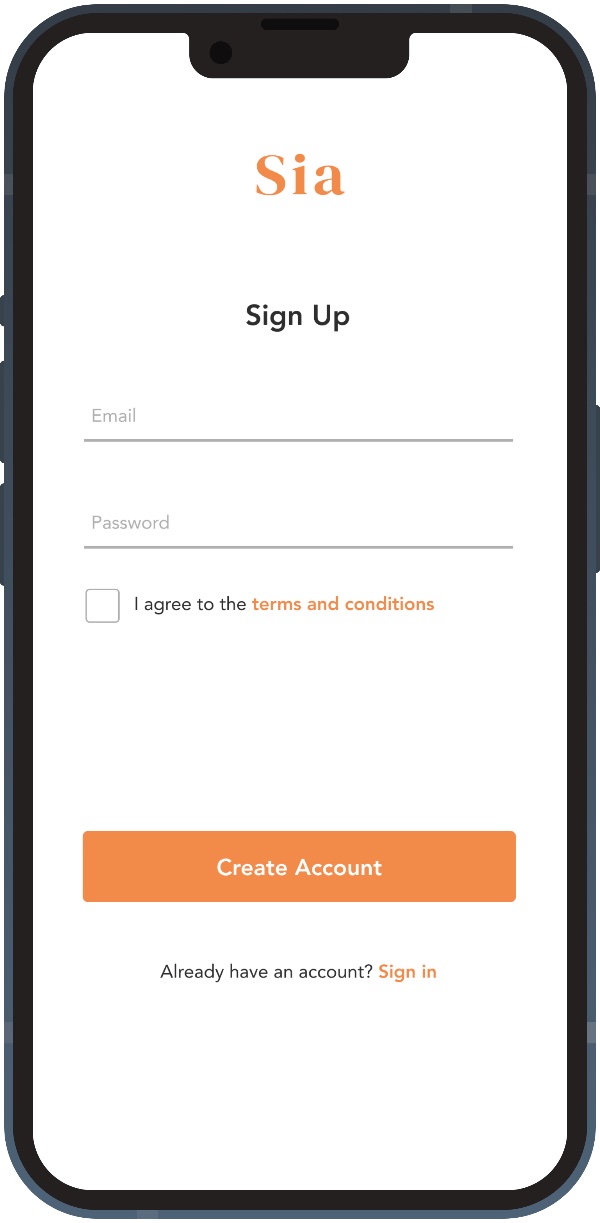 Sia
Sign Up
Email
Password
I agree to the terms and conditions
Create Account
Already have an account? Sign in